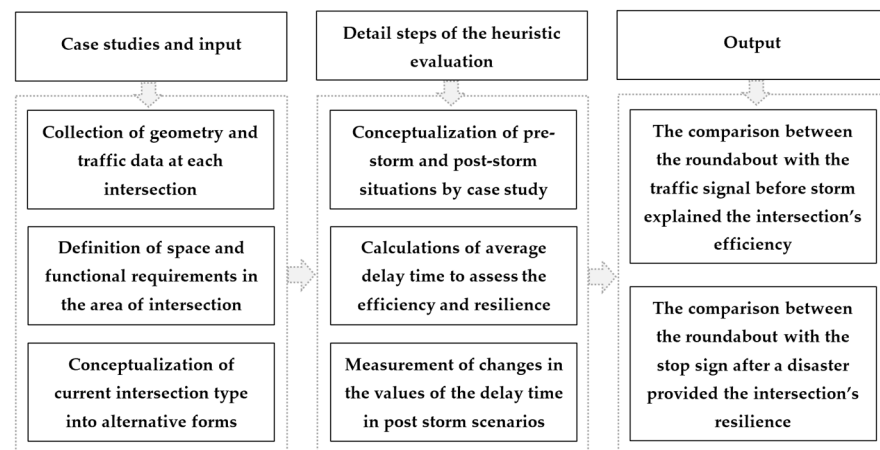 Case studies and input
Collection of geometry and
traffic data at each
intersection
Definition of space and
functional requirements in
the area of intersection
Conceptualization of
current intersection type
into alternative forms
Detail steps of the heuristic
evaluation
Conceptualization of pre-
storm and post-storm
situations by case study
Calculations of average
delay time to assess the
efficiency and resilience
Measurement of changes in
the values of the delay time
in post storm scenarios
Output
The comparison between
the roundabout with the
traffic signal before storm
explained the intersection's
efficiency
The comparison between
the roundabout with the
stop sign after a disaster
provided the intersection's
resilience